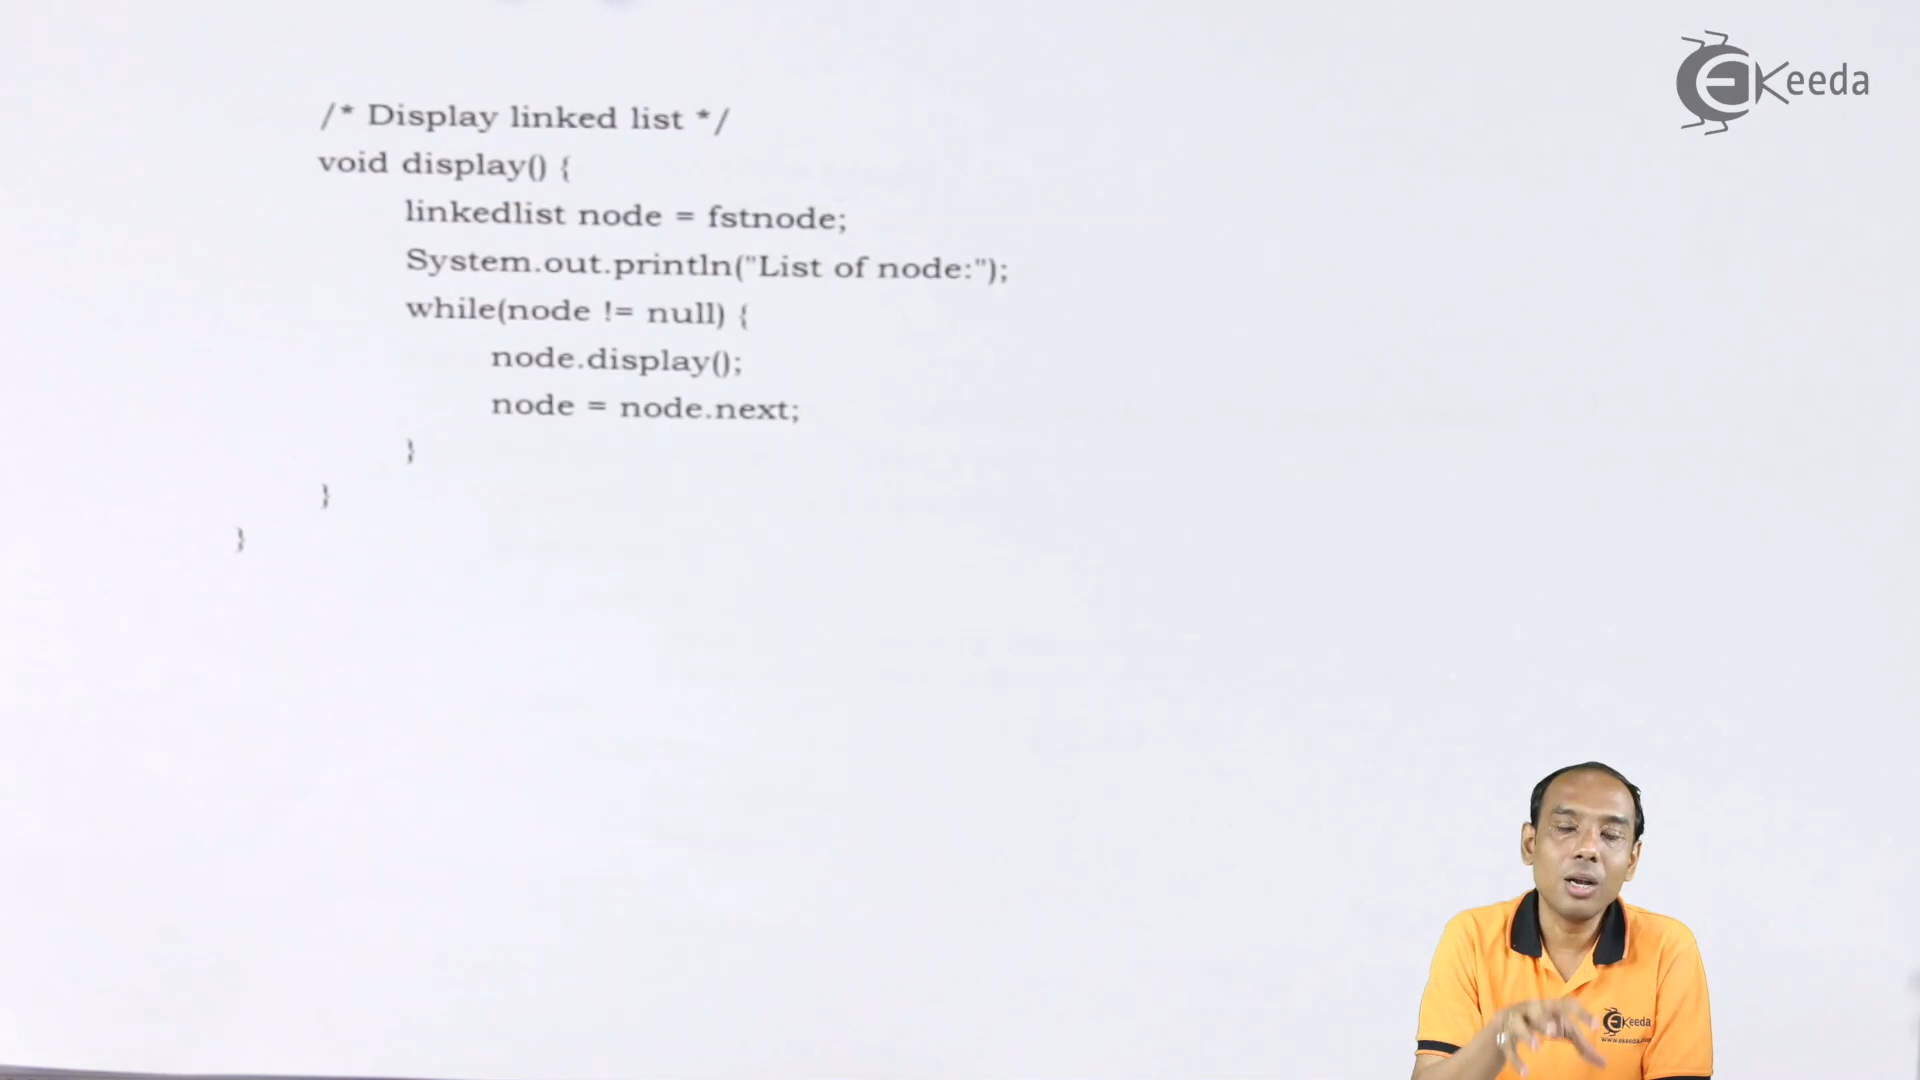 Ekeeda
/* Display linked list */
void display() {
linkedlist node = fstnode;
System.out.println("List of node:");
while(node != null) {
node.display();
node = node.next;
}
}
}
Ekeeda